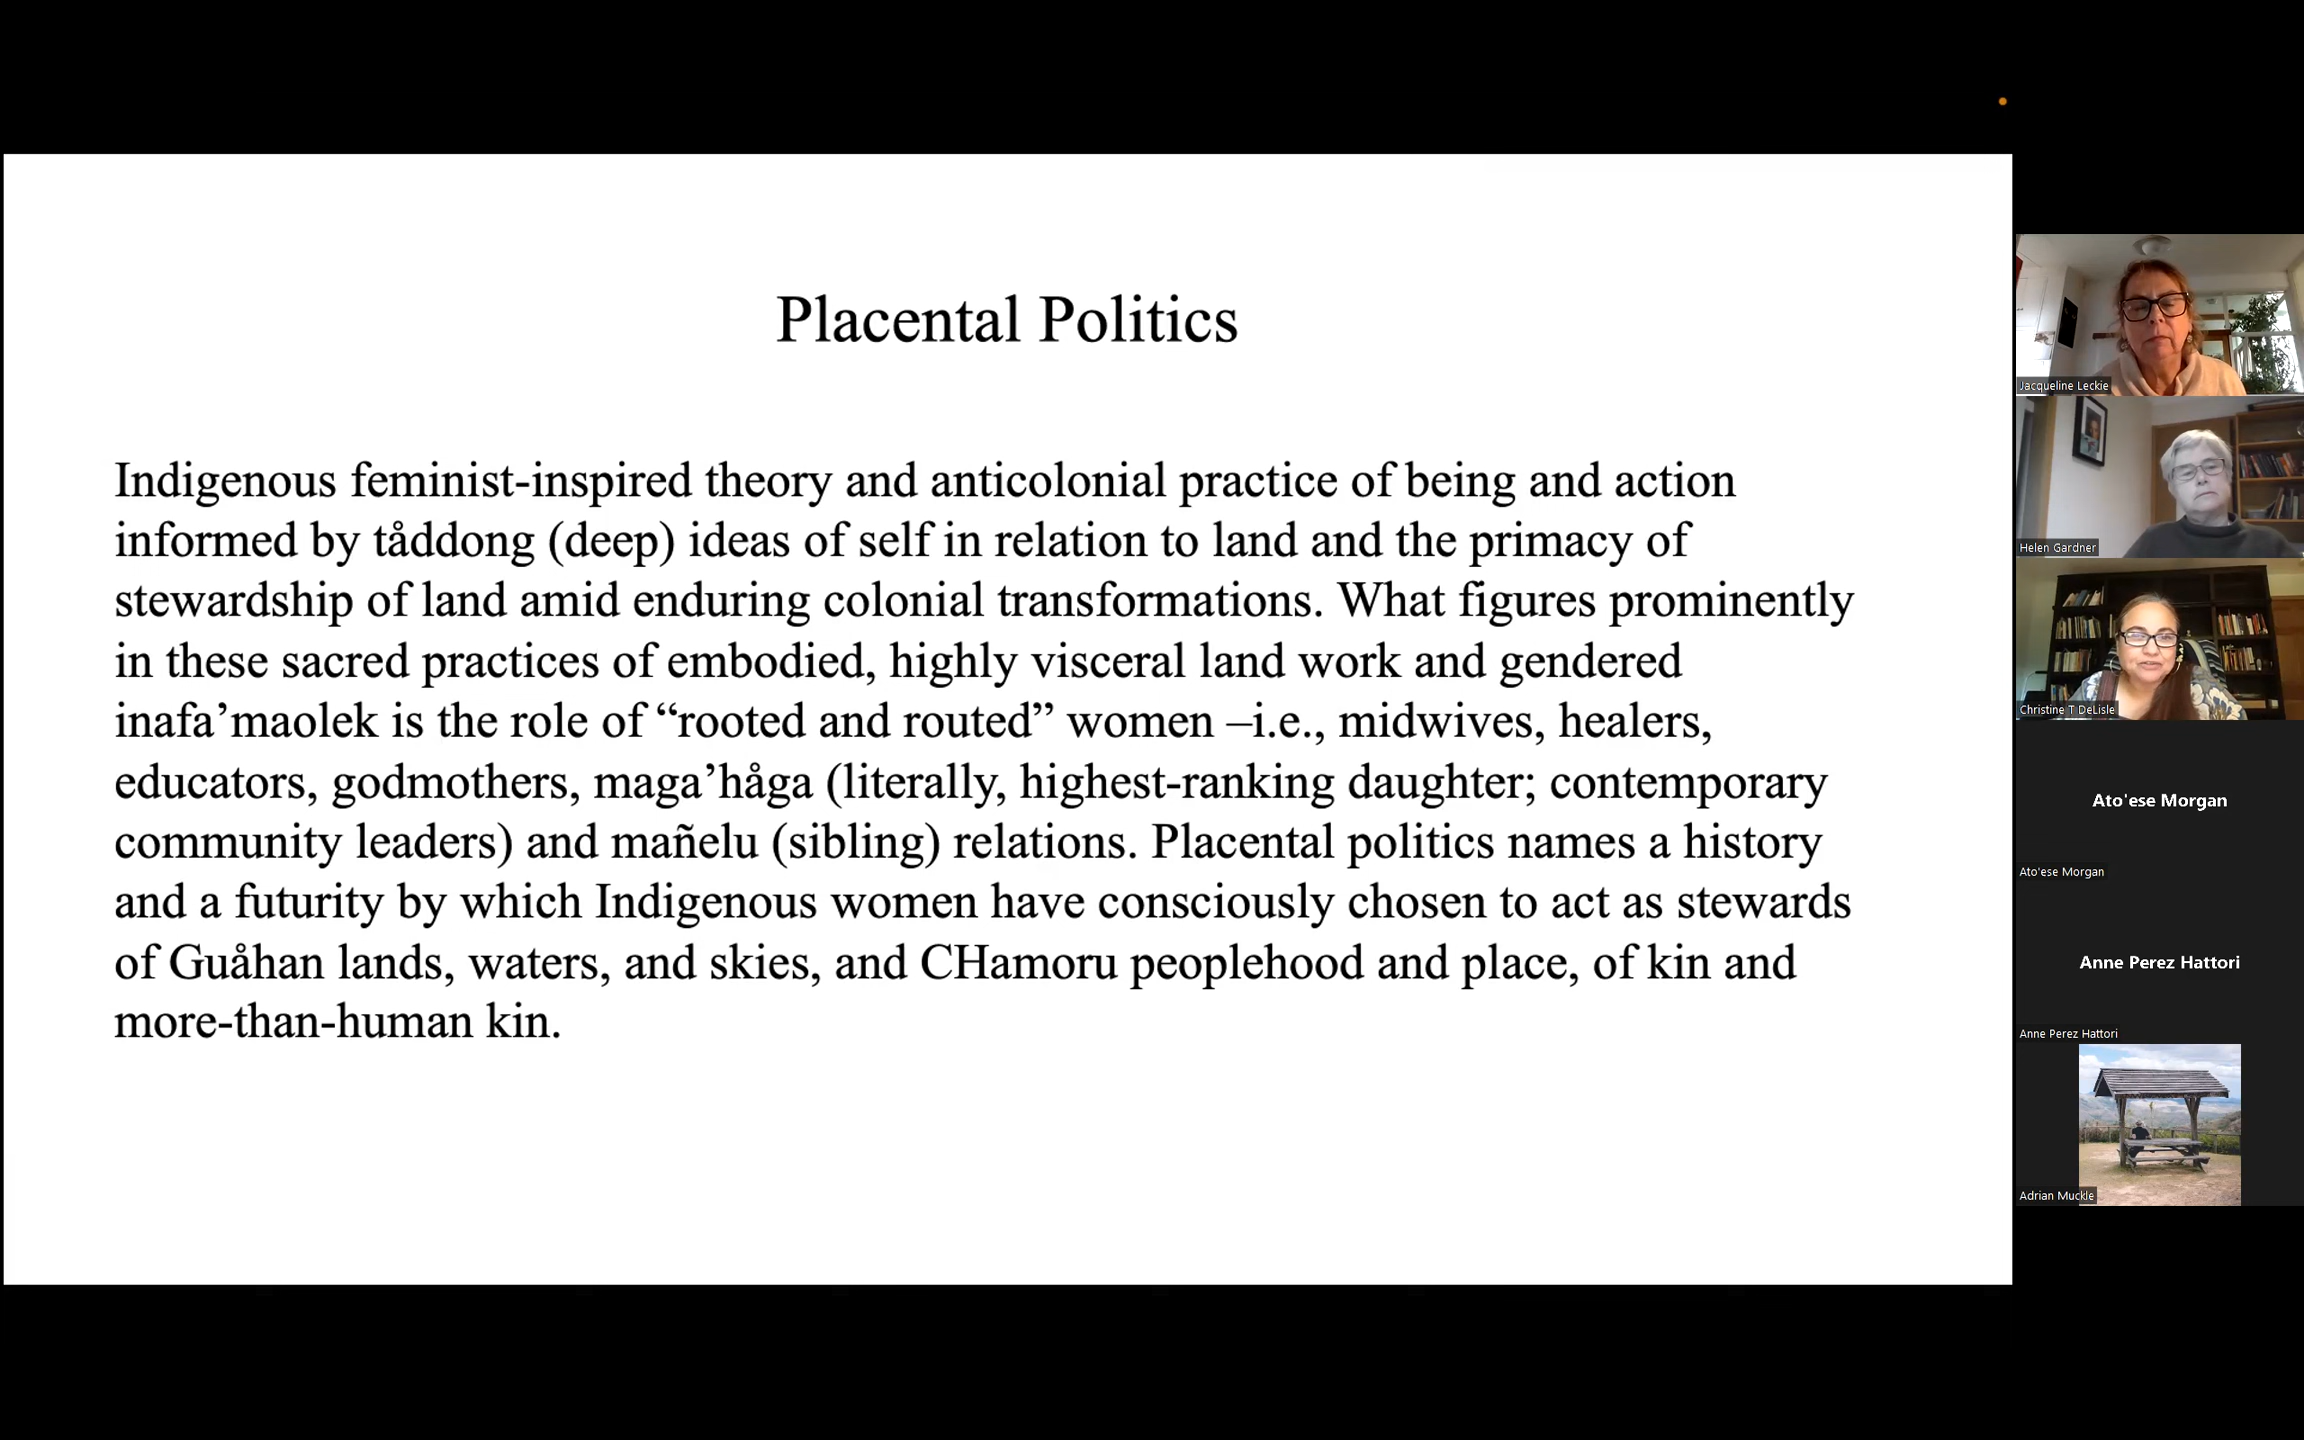 Placental Politics
Indigenous feminist-inspired theory and anticolonial practice of being and action
informed by tåddong (deep) ideas of self in relation to land and the primacy of
stewardship of land amid enduring colonial transformations. What figures prominently
in these sacred practices of embodied, highly visceral land work and gendered
inafa’maolek is the role of “rooted and routed” women –i.e., midwives, healers,
educators, godmothers, maga’håga (literally, highest-ranking daughter; contemporary
community leaders) and mañelu (sibling) relations. Placental politics names a history
and a futurity by which Indigenous women have consciously chosen to act as stewards
of Guåhan lands, waters, and skies, and CHamoru peoplehood and place, of kin and
more-than-human kin.
Jacqueline Leckie
Helen Gardner
Christine T DeLisle
Ato'ese Morgan
Ato'ese Morgan
Anne Perez Hattori
Anne Perez Hattori
Adrian Muckle